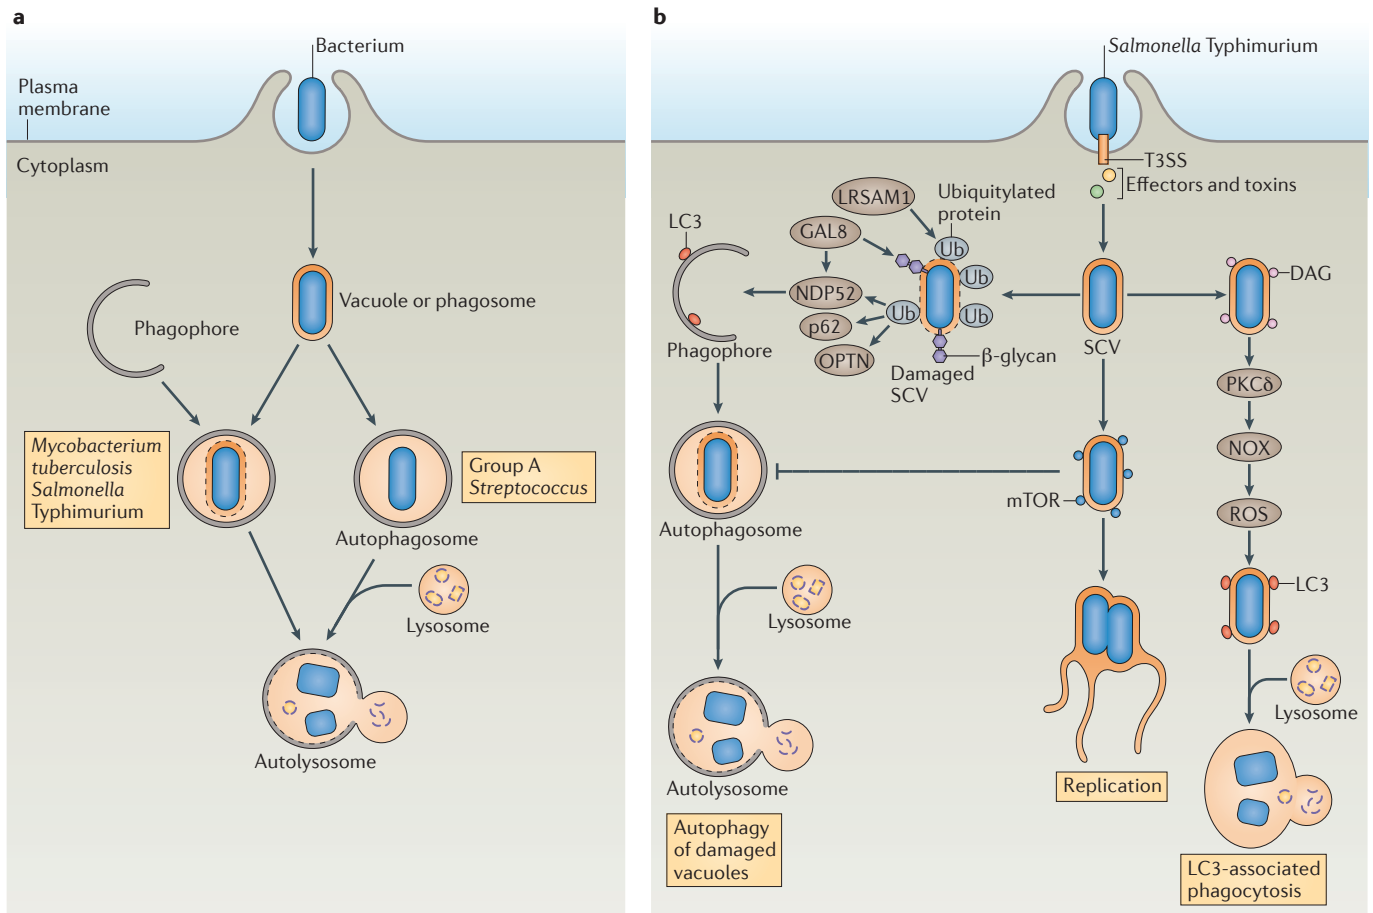 a
Bacterium
Plasma
membrane
Cytoplasm
Vacuole or phagosome
Phagophore
Mycobacterium
tuberculosis
Salmonella
Typhimurium
Group A
Streptococcus
Autophagosome
Lysosome
Autolysosome
b
Salmonella Typhimurium
T3SS
Effectors and toxins
LRSAM1
Ubiquitylated
protein
LC3
GAL8
Ub
Ub
DAG
NDP52
Ub
Ub
p62
SCV
Phagophore
OPTN
β-glycan
Damaged
SCV
PKCδ
NOX
mTOR
ROS
Autophagosome
LC3
Lysosome
Lysosome
Autolysosome
Replication
Autophagy
of damaged
vacuoles
LC3-associated
phagocytosis